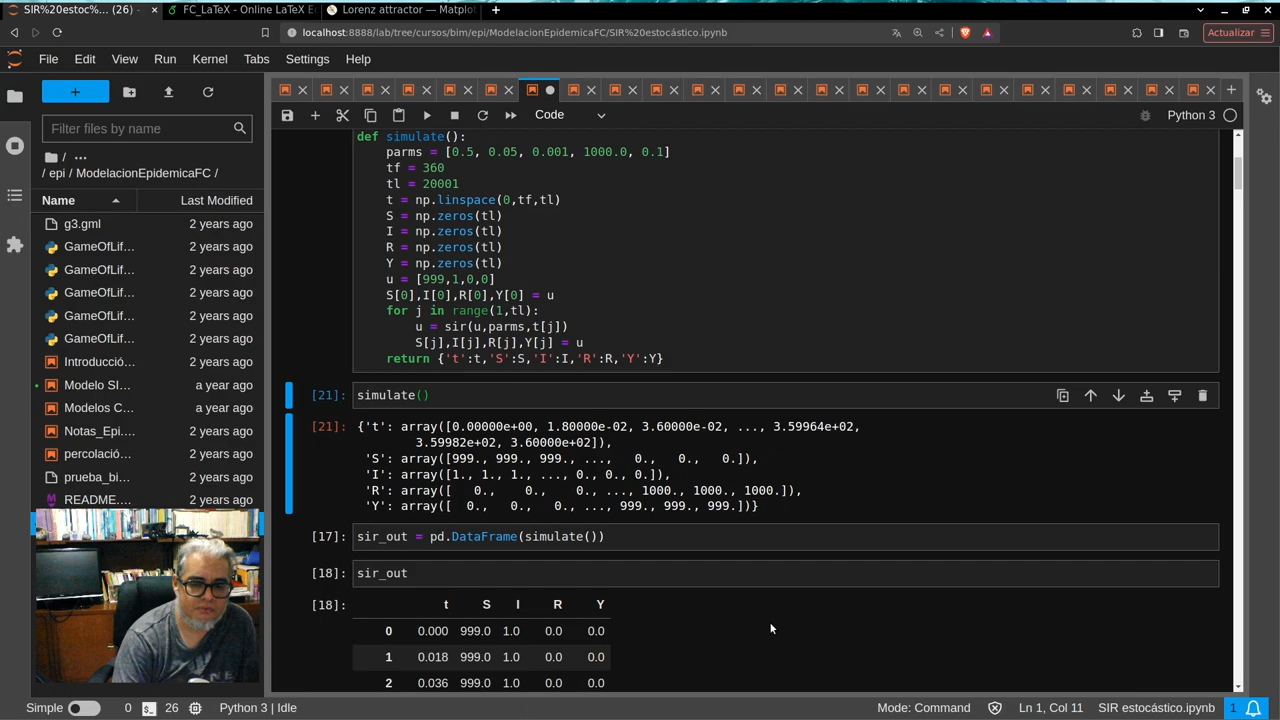 SIR%20estoc%... (26)
FC_LaTeX - Online LaTeX E
Lorenz attractor — Matpl
localhost:8888/lab/tree/cursos/bim/epi/ModelacionEpidemicaFC/SIR%20estocástico.ipynb
Actualizar
File Edit View Run Kernel Tabs Settings Help
Filter files by name
/ ...
/ epi / ModelacionEpidemicaFC /
Name Last Modified
g3.gml 2 years ago
GameOfLif... 2 years ago
GameOfLif... 2 years ago
GameOfLif... 2 years ago
GameOfLif... 2 years ago
GameOfLif... 2 years ago
Introducció... 2 years ago
Modelo SI... a year ago
Modelos C... a year ago
Notas_Epi.... 2 years ago
percolació... 2 years ago
prueba_bi... 2 years ago
README.... 2 years ago
Code
Python 3
def simulate():
parms = [0.5, 0.05, 0.001, 1000.0, 0.1]
tf = 360
tl = 20001
t = np.linspace(0,tf,tl)
S = np.zeros(tl)
I = np.zeros(tl)
R = np.zeros(tl)
Y = np.zeros(tl)
u = [999,1,0,0]
S[0],I[0],R[0],Y[0] = u
for j in range(1,tl):
u = sir(u,parms,t[j])
S[j],I[j],R[j],Y[j] = u
return {'t':t,'S':S,'I':I,'R':R,'Y':Y}
[21]: simulate()
[21]: {'t': array([0.00000e+00, 1.80000e-02, 3.60000e-02, ..., 3.59964e+02,
3.59982e+02, 3.60000e+02]),
'S': array([999., 999., 999., ..., 0., 0., 0.]),
'I': array([1., 1., 1., ..., 0., 0., 0.]),
'R': array([ 0., 0., 0., ..., 1000., 1000., 1000.]),
'Y': array([ 0., 0., 0., ..., 999., 999., 999.])}
[17]: sir_out = pd.DataFrame(simulate())
[18]: sir_out
[18]: t S I R Y
0 0.000 999.0 1.0 0.0 0.0
1 0.018 999.0 1.0 0.0 0.0
2 0.036 999.0 1.0 0.0 0.0
Simple 0 26 Python 3 | Idle Mode: Command Ln 1, Col 11 SIR estocástico.ipynb 1